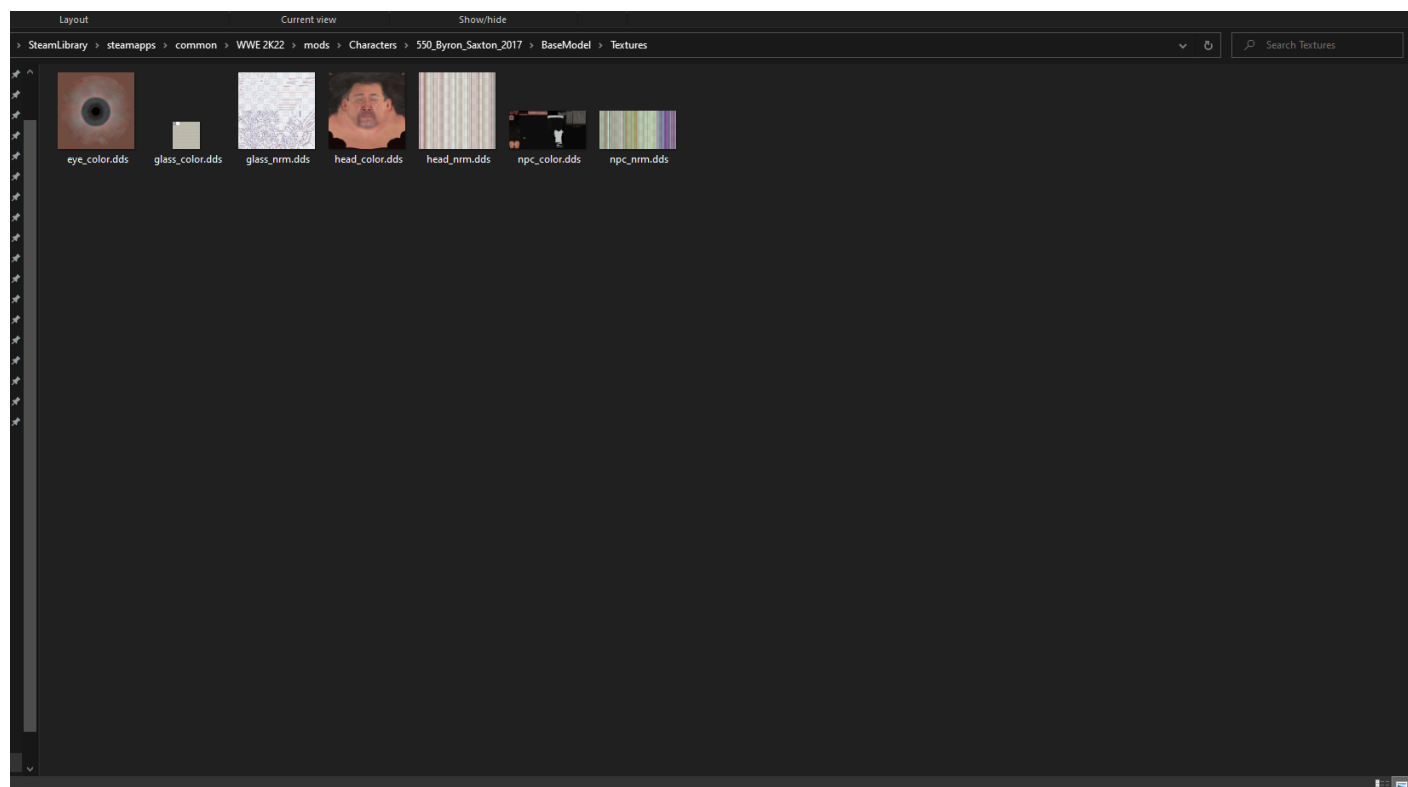 Layout Current view Show/hide
> SteamLibrary > steamapps > common > WWE 2K22 > mods > Characters > 550_Byron_Saxton_2017 > BaseModel > Textures Search Textures
eye_color.dds glass_color.dds glass_nrm.dds head_color.dds head_nrm.dds npc_color.dds npc_nrm.dds